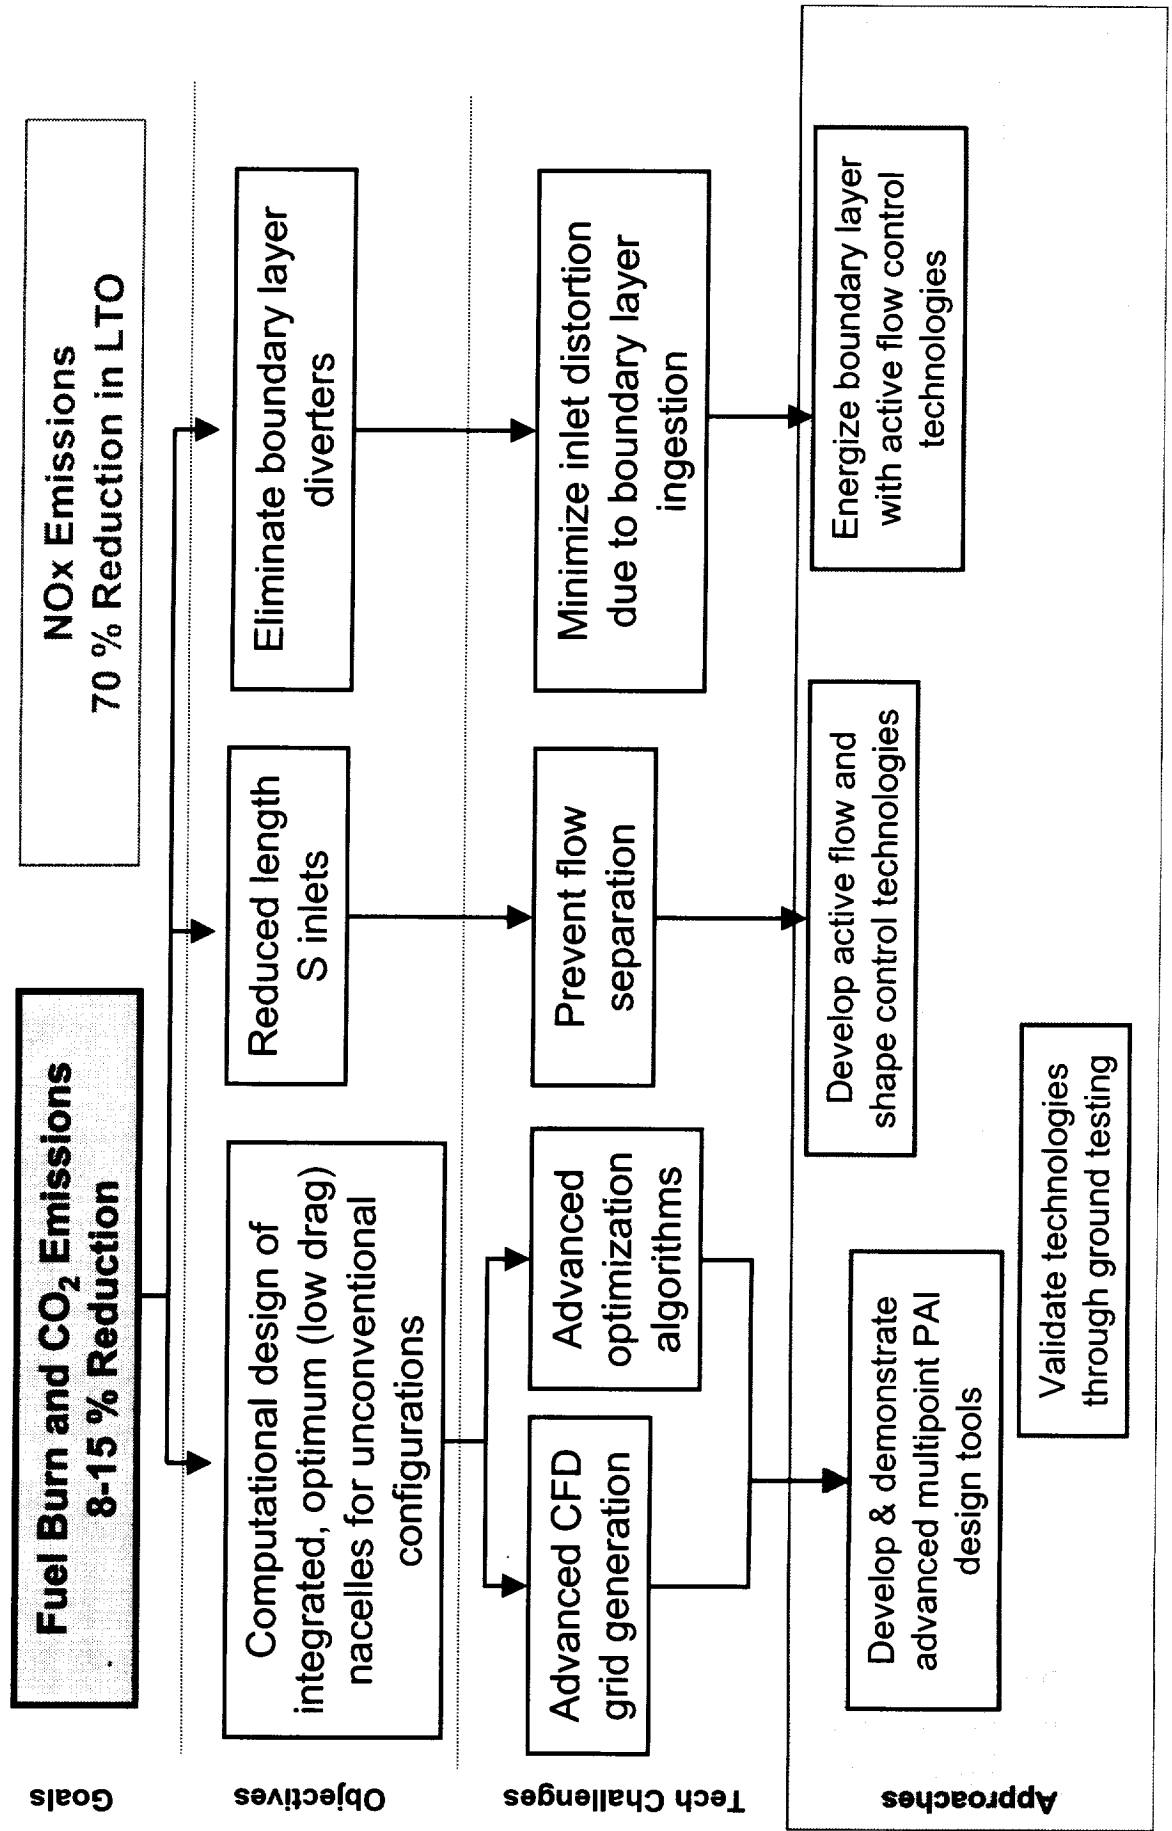 Goals
Fuel Burn and CO₂ Emissions
8-15 % Reduction
NOx Emissions
70 % Reduction in LTO
Objectives
Computational design of
integrated, optimum (low drag)
nacelles for unconventional
configurations
Reduced length
S inlets
Eliminate boundary layer
diverters
Tech Challenges
Advanced CFD
grid generation
Advanced
optimization
algorithms
Prevent flow
separation
Minimize inlet distortion
due to boundary layer
ingestion
Approaches
Develop & demonstrate
advanced multipoint PAI
design tools
Develop active flow and
shape control technologies
Energize boundary layer
with active flow control
technologies
Validate technologies
through ground testing